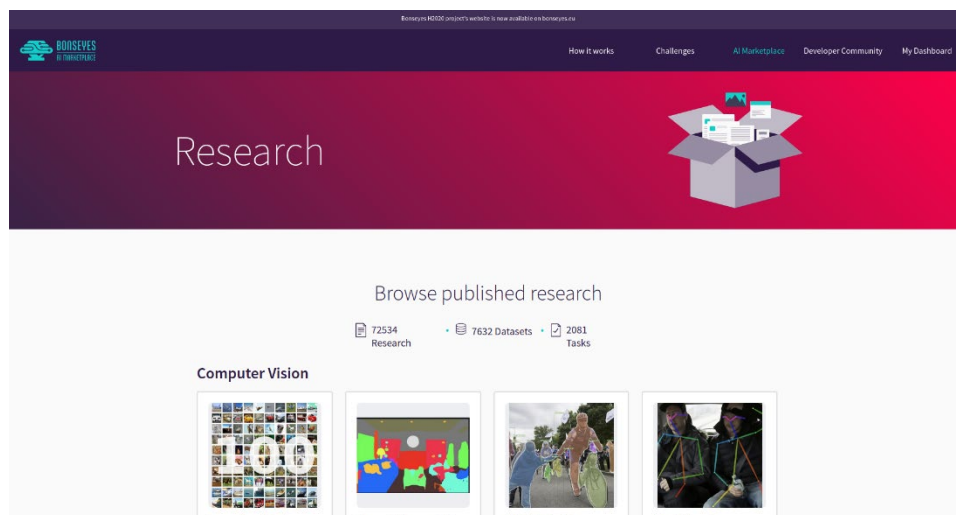 Bonseyes H2020 project's website is now available on bonseyes.eu
BONSEYES
AI MARKETPLACE
How it works
Challenges
AI Marketplace
Developer Community
My Dashboard
Research
Browse published research
72534
Research
7632 Datasets
2081
Tasks
Computer Vision
100